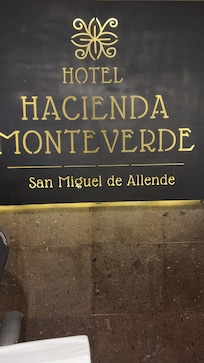 HOTEL
HACIENDA
MONTEVERDE
San Miguel de Allende